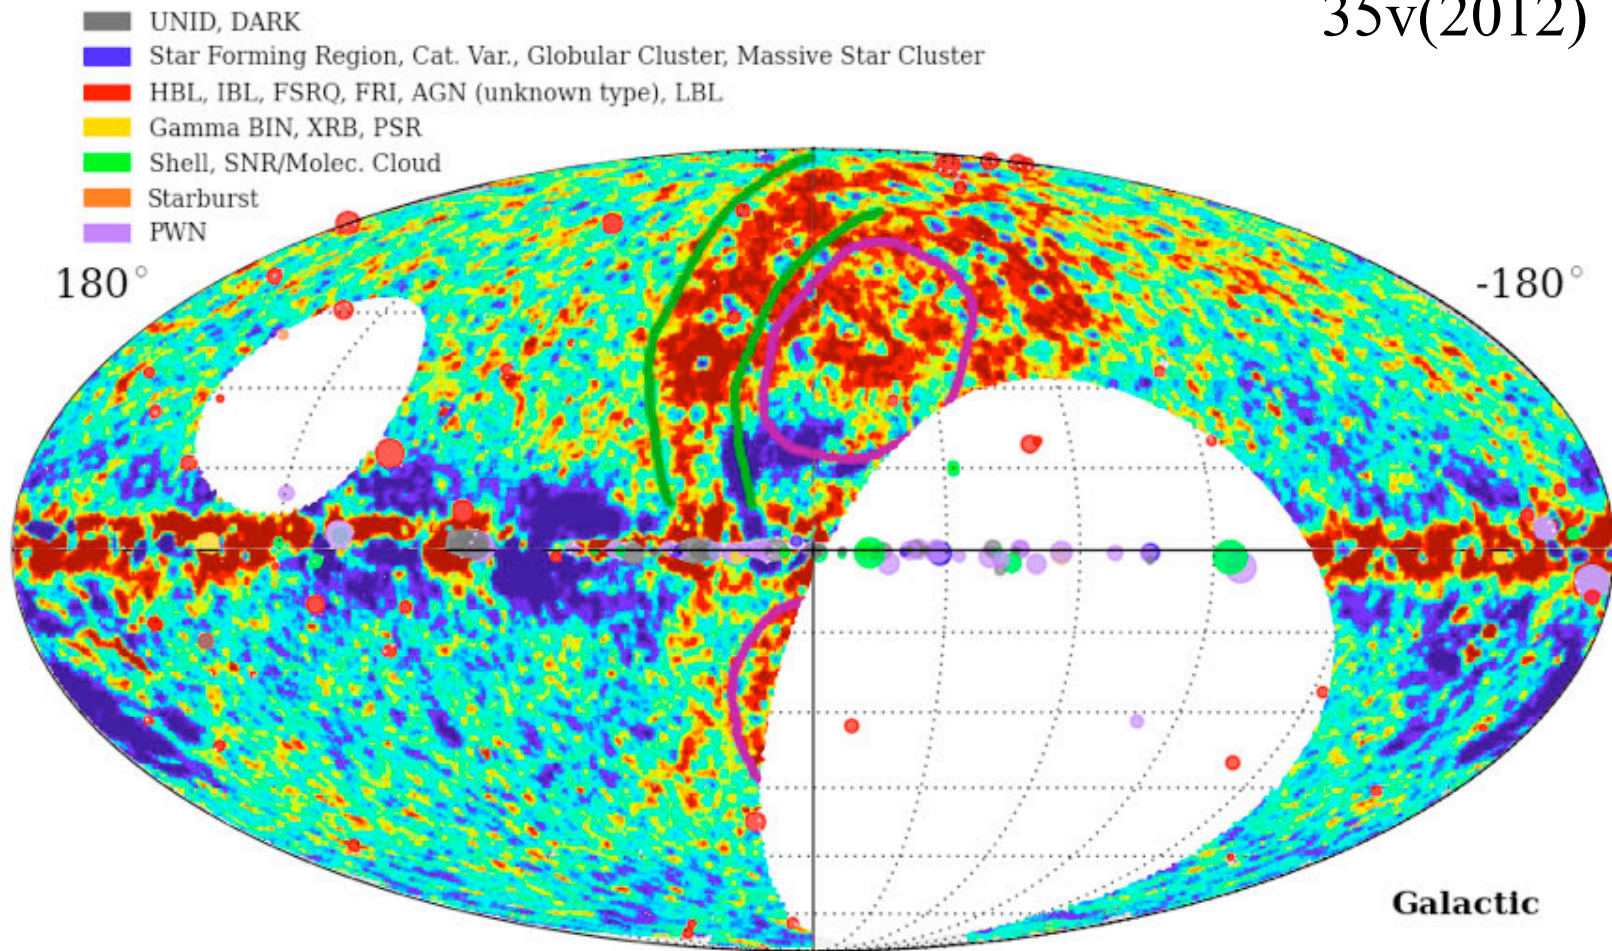 35v(2012)
UNID, DARK
Star Forming Region, Cat. Var., Globular Cluster, Massive Star Cluster
HBL, IBL, FSRQ, FRI, AGN (unknown type), LBL
Gamma BIN, XRB, PSR
Shell, SNR/Molec. Cloud
Starburst
PWN
180°
-180°
Galactic